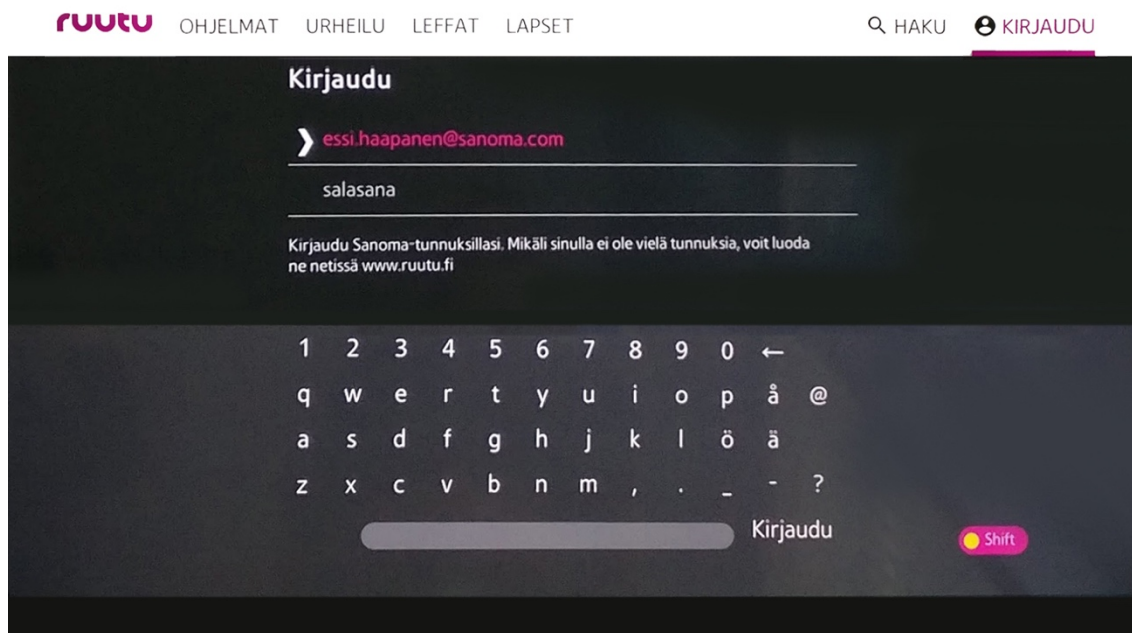 ruutu OHJELMAT URHEILU LEFFAT LAPSET HAKU KIRJAUDU
Kirjaudu
essi.haapanen@sanoma.com
salasana
Kirjaudu Sanoma-tunnuksillasi. Mikäli sinulla ei ole vielä tunnuksia, voit luoda
ne netissä www.ruutu.fi
1 2 3 4 5 6 7 8 9 0 ←
q w e r t y u i o p å @
a s d f g h j k l ö ä
z x c v b n m , . _ - ?
Kirjaudu
Shift